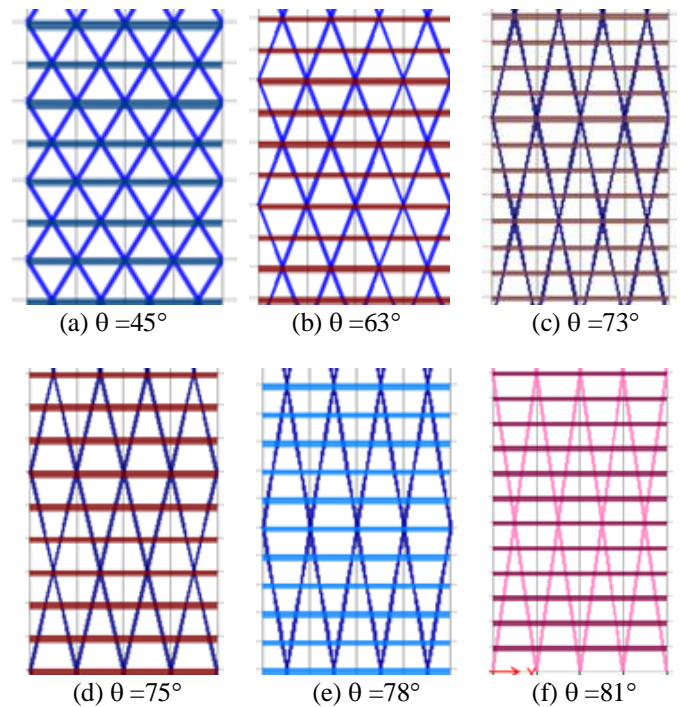 (a) θ =45°
(b) θ =63°
(c) θ =73°
(d) θ =75°
(e) θ =78°
(f) θ =81°